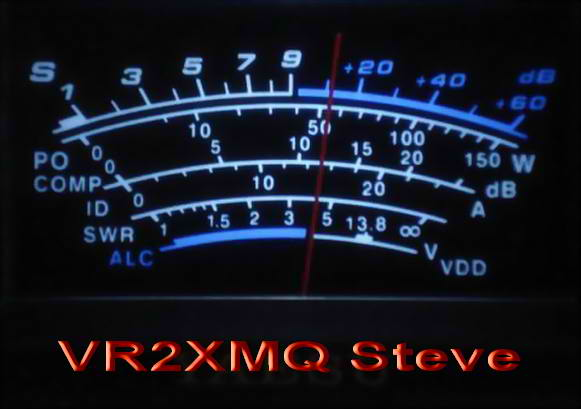 S 1 3 5 7 9 +20 +40 +60 dB
PO 0 10 50 100 150 W
COMP 0 5 10 15 20 dB
ID 0 10 20 A
SWR 1 1.5 2 3 5 ∞
ALC 13.8 V VDD
VR2XMQ Steve